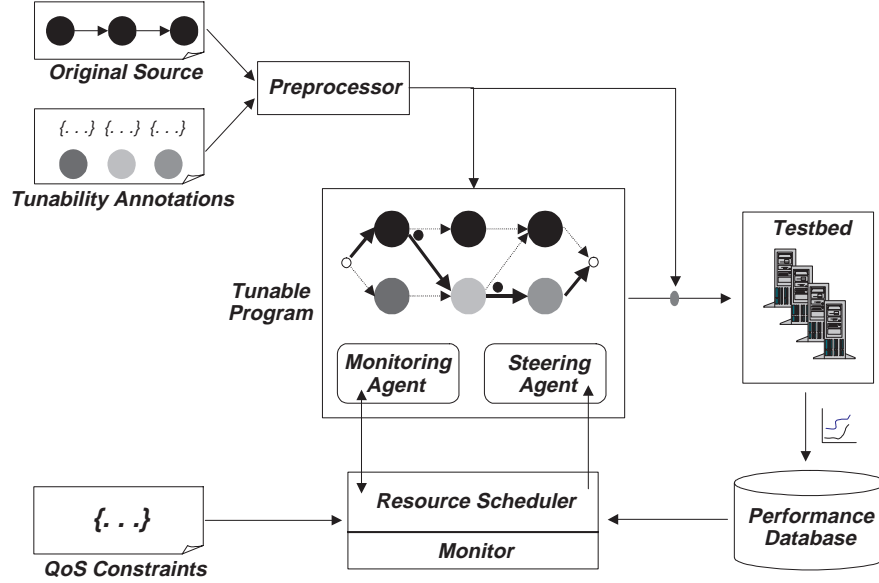 Original Source
Preprocessor
{. . .} {. . .} {. . .}
Tunability Annotations
Testbed
Tunable
Program
Monitoring
Agent
Steering
Agent
Resource Scheduler
Monitor
{. . .}
QoS Constraints
Performance
Database